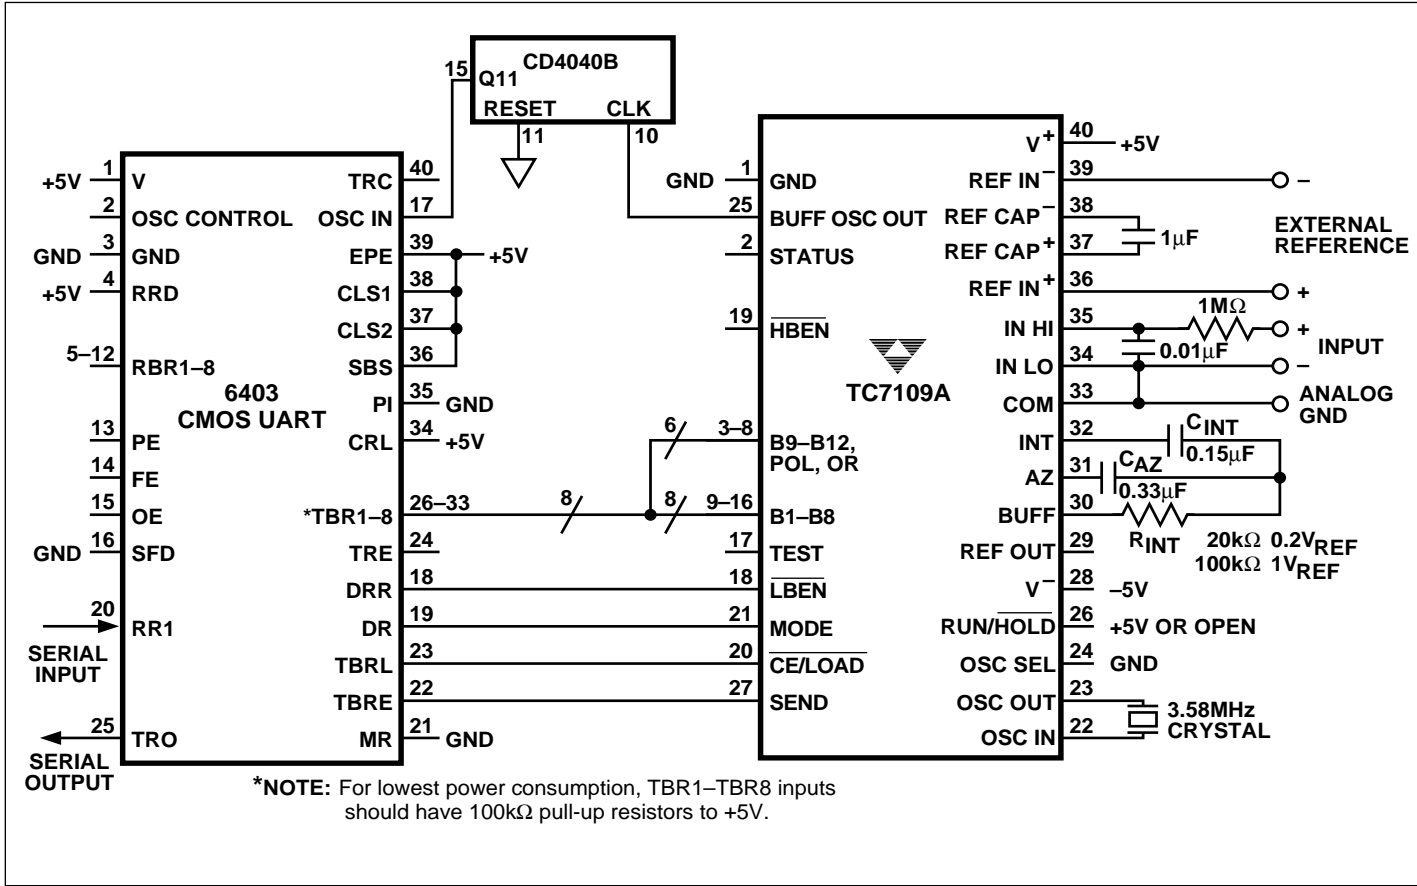 CD4040B
15 Q11
RESET CLK
11 10
6403
CMOS UART
1 +5V V
2 OSC CONTROL
3 GND GND
4 +5V RRD
5–12 RBR1–8
13 PE
14 FE
15 OE
16 GND SFD
20 RR1
SERIAL
INPUT
25 TRO
SERIAL
OUTPUT
TRC 40
OSC IN 17
EPE 39 +5V
CLS1 38
CLS2 37
SBS 36
PI 35 GND
CRL 34 +5V
*TBR1–8 26–33
TRE 24
DRR 18
DR 19
TBRL 23
TBRE 22
MR 21 GND
8
6
8
TC7109A
GND 1 GND
25 BUFF OSC OUT
2 STATUS
19 HBEN
3–8 B9–B12,
POL, OR
9–16 B1–B8
17 TEST
18 LBEN
21 MODE
20 CE/LOAD
27 SEND
V+ 40 +5V
REF IN– 39 –
REF CAP– 38
1µF
REF CAP+ 37
EXTERNAL
REFERENCE
REF IN+ 36 +
IN HI 35 1MΩ +
0.01µF
INPUT
IN LO 34 –
COM 33 ANALOG
GND
INT 32 CINT
0.15µF
AZ 31 CAZ
0.33µF
BUFF 30
RINT 20kΩ 0.2VREF
100kΩ 1VREF
REF OUT 29
V– 28 –5V
RUN/HOLD 26 +5V OR OPEN
OSC SEL 24 GND
OSC OUT 23
OSC IN 22
3.58MHz
CRYSTAL
*NOTE: For lowest power consumption, TBR1–TBR8 inputs
should have 100kΩ pull-up resistors to +5V.